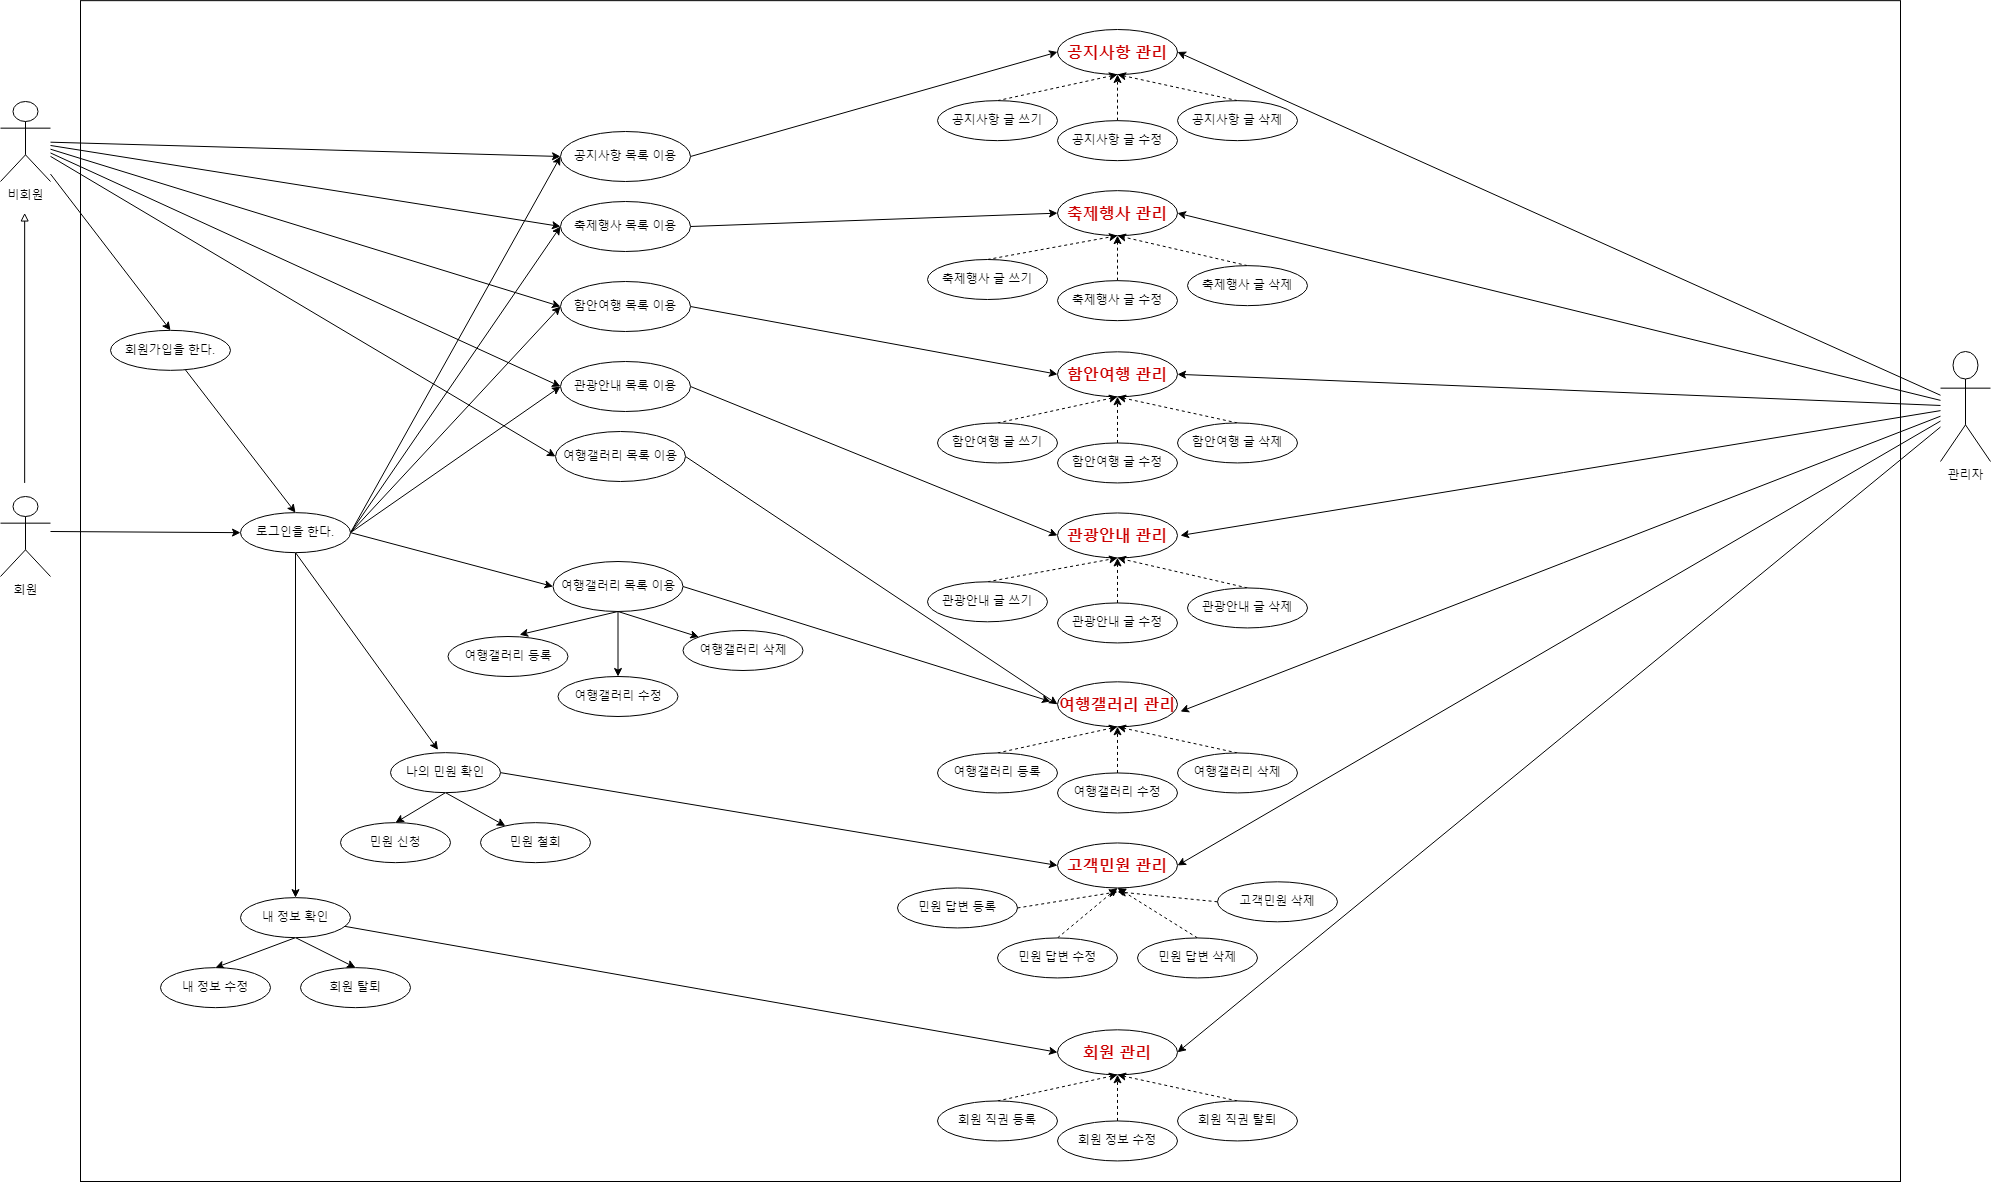 공지사항 관리
공지사항 글 쓰기
공지사항 글 삭제
공지사항 글 수정
비회원
공지사항 목록 이용
축제행사 관리
축제행사 목록 이용
축제행사 글 쓰기
축제행사 글 삭제
축제행사 글 수정
함안여행 목록 이용
회원가입을 한다.
함안여행 관리
관광안내 목록 이용
함안여행 글 쓰기
함안여행 글 삭제
함안여행 글 수정
여행갤러리 목록 이용
관리자
로그인을 한다.
관광안내 관리
회원
여행갤러리 목록 이용
관광안내 글 쓰기
관광안내 글 삭제
관광안내 글 수정
여행갤러리 등록
여행갤러리 삭제
여행갤러리 수정
여행갤러리 관리
나의 민원 확인
여행갤러리 등록
여행갤러리 삭제
여행갤러리 수정
민원 신청
민원 철회
고객민원 관리
민원 답변 등록
고객민원 삭제
내 정보 확인
민원 답변 수정
민원 답변 삭제
내 정보 수정
회원 탈퇴
회원 관리
회원 직권 등록
회원 직권 탈퇴
회원 정보 수정